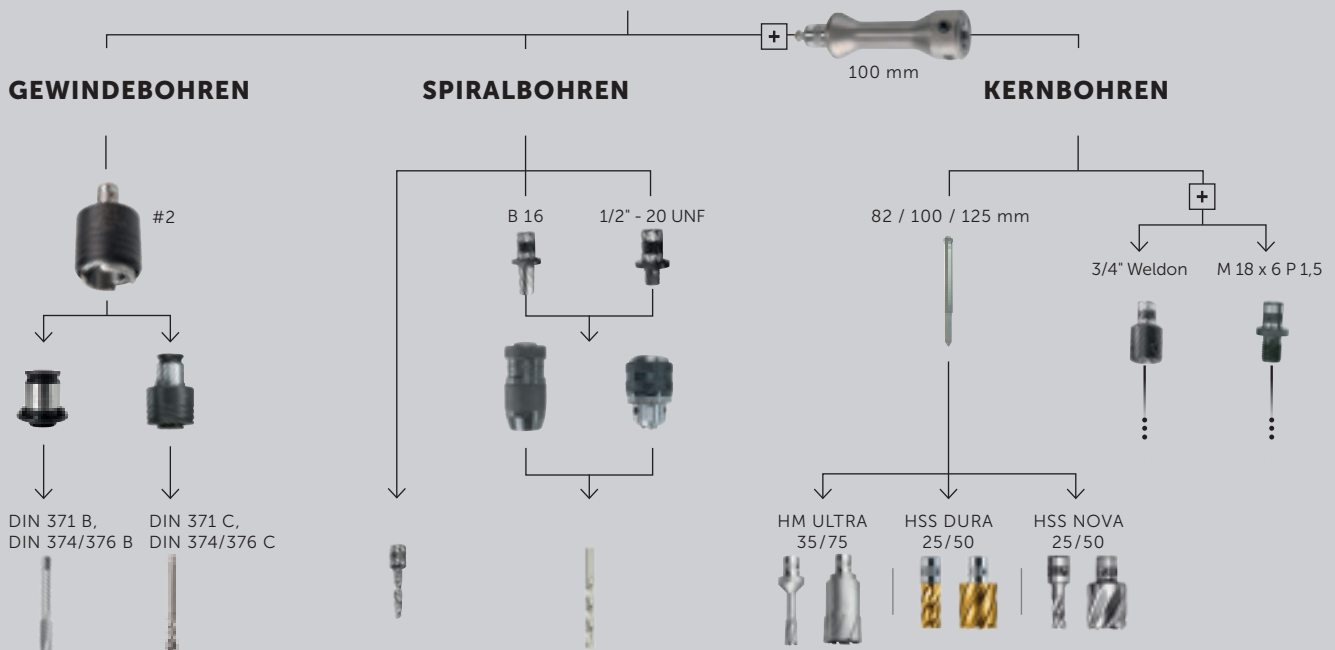 +
100 mm
GEWINDEBOHREN
SPIRALBOHREN
KERNBOHREN
#2
B 16
1/2" - 20 UNF
82 / 100 / 125 mm
+
3/4" Weldon
M 18 x 6 P 1,5
DIN 371 B,
DIN 374/376 B
DIN 371 C,
DIN 374/376 C
HM ULTRA
35/75
HSS DURA
25/50
HSS NOVA
25/50